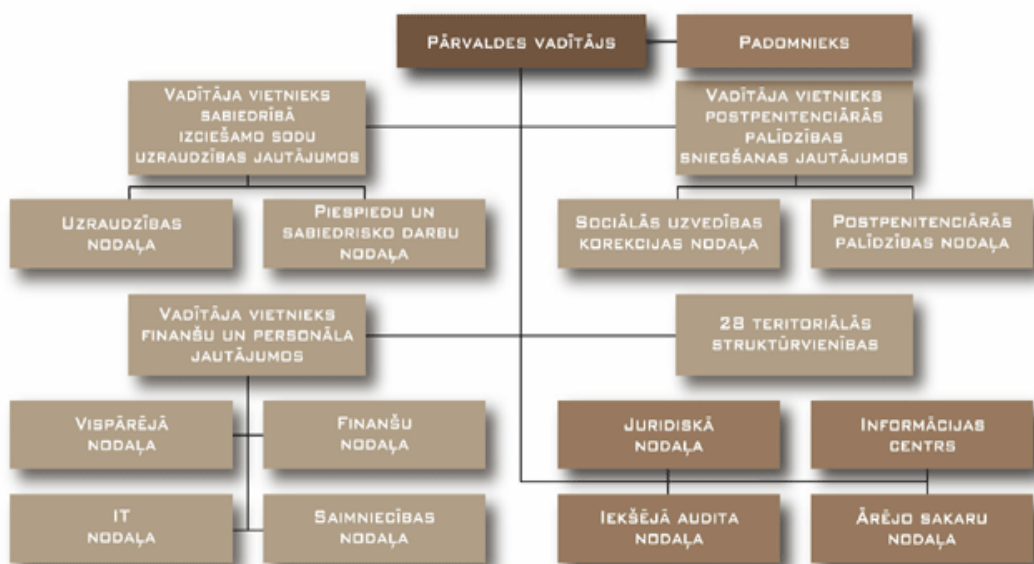 PĀRVALDES VADĪTĀJS
PADOMNIEKS
VADĪTĀJA VIETNIEKS
SABIEDRĪBĀ
IZCIEŠAMO SODU
UZRAUDZĪBAS JAUTĀJUMOS
VADĪTĀJA VIETNIEKS
POSTPENITENCIĀRĀS
PALĪDZĪBAS
SNIEGŠANAS JAUTĀJUMOS
UZRAUDZĪBAS
NODAĻA
PIESPIEDU UN
SABIEDRISKO DARBU
NODAĻA
SOCIĀLĀS UZVEDĪBAS
KOREKCIJAS NODAĻA
POSTPENITENCIĀRĀS
PALĪDZĪBAS NODAĻA
VADĪTĀJA VIETNIEKS
FINANŠU UN PERSONĀLA
JAUTĀJUMOS
28 TERITORIĀLĀS
STRUKTŪRVIENĪBAS
VISPĀRĒJĀ
NODAĻA
FINANŠU
NODAĻA
JURIDISKĀ
NODAĻA
INFORMĀCIJAS
CENTRS
IT
NODAĻA
SAIMNIECĪBAS
NODAĻA
IEKŠĒJĀ AUDITA
NODAĻA
ĀRĒJO SAKARU
NODAĻA